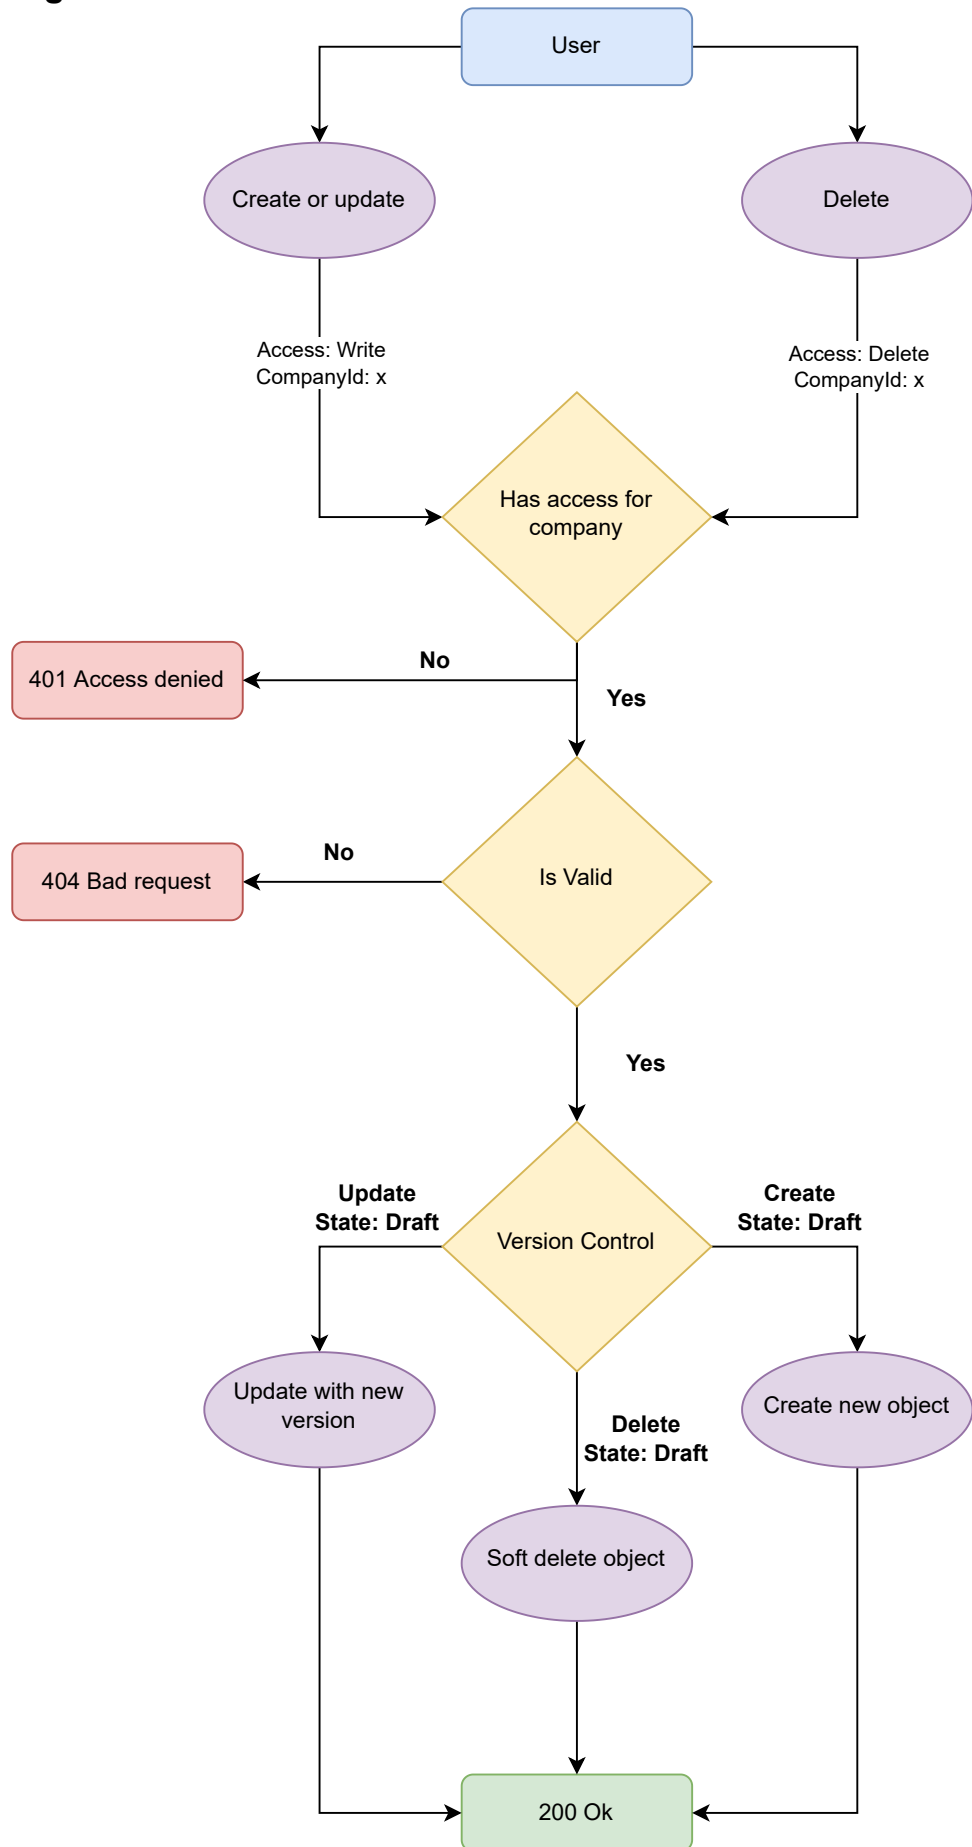 User
Create or update
Delete
Access: Write
CompanyId: x
Access: Delete
CompanyId: x
Has access for
company
No
401 Access denied
Yes
No
404 Bad request
Is Valid
Yes
Update
State: Draft
Create
State: Draft
Version Control
Update with new
version
Create new object
Delete
State: Draft
Soft delete object
200 Ok